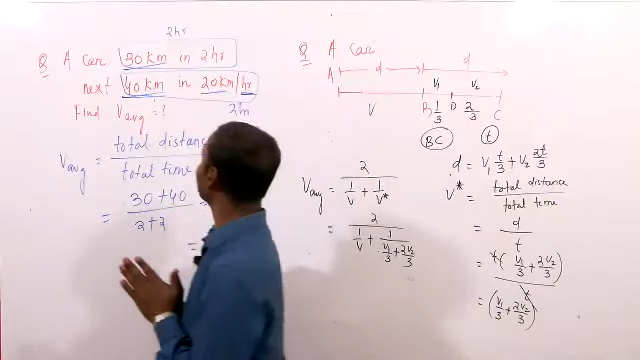 2hr
Q A car 30 km in 2hr
next 40 km in 20km/hr
2hr
Find Vavg = ?
Vavg = total distance / total time
= 30 + 40 / 2 + 2
=
Q A car
A d d
V1 V2
V B 1/3 D 2/3 C
BC t
d = V1 t/3 + V2 2t/3
Vavg = 2 / (1/V + 1/V*)
V* = total distance / total time
= 2 / (1/V + 1/(V1/3 + 2V2/3))
= d / t
= t(V1/3 + 2V2/3) / t
= (V1/3 + 2V2/3)